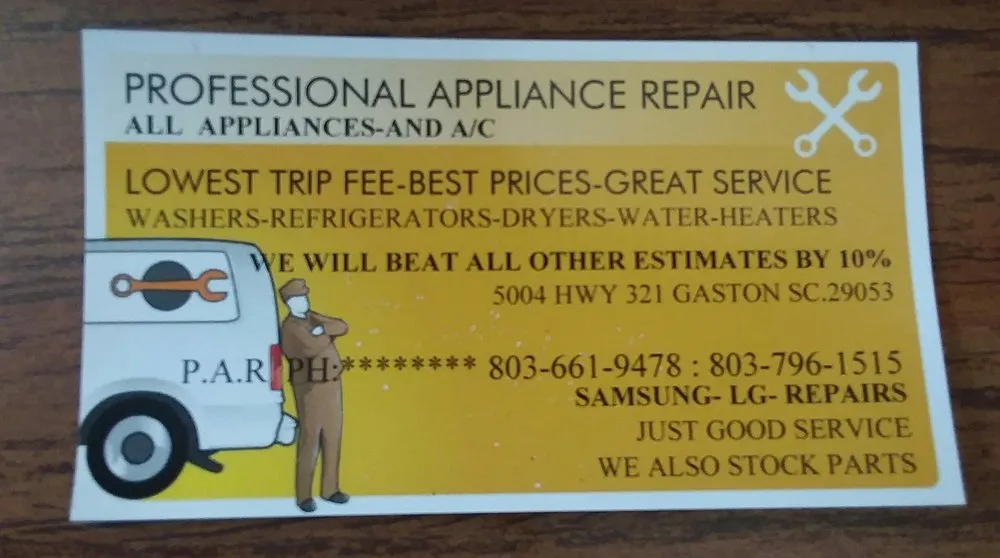 PROFESSIONAL APPLIANCE REPAIR
ALL APPLIANCES-AND A/C
LOWEST TRIP FEE-BEST PRICES-GREAT SERVICE
WASHERS-REFRIGERATORS-DRYERS-WATER-HEATERS
WE WILL BEAT ALL OTHER ESTIMATES BY 10%
5004 HWY 321 GASTON SC.29053
P.A.R PH:******** 803-661-9478 : 803-796-1515
SAMSUNG- LG- REPAIRS
JUST GOOD SERVICE
WE ALSO STOCK PARTS